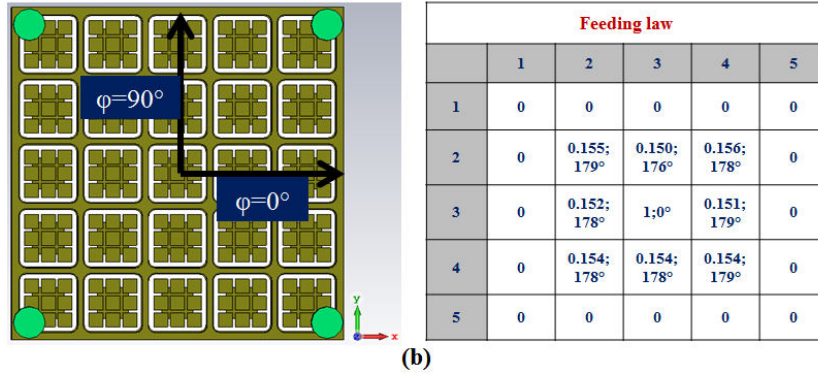 φ=90°
φ=0°
y
x
Feeding law
1 2 3 4 5
1 0 0 0 0 0
2 0 0.155; 179° 0.150; 176° 0.156; 178° 0
3 0 0.152; 178° 1;0° 0.151; 179° 0
4 0 0.154; 178° 0.154; 178° 0.154; 179° 0
5 0 0 0 0 0
(b)